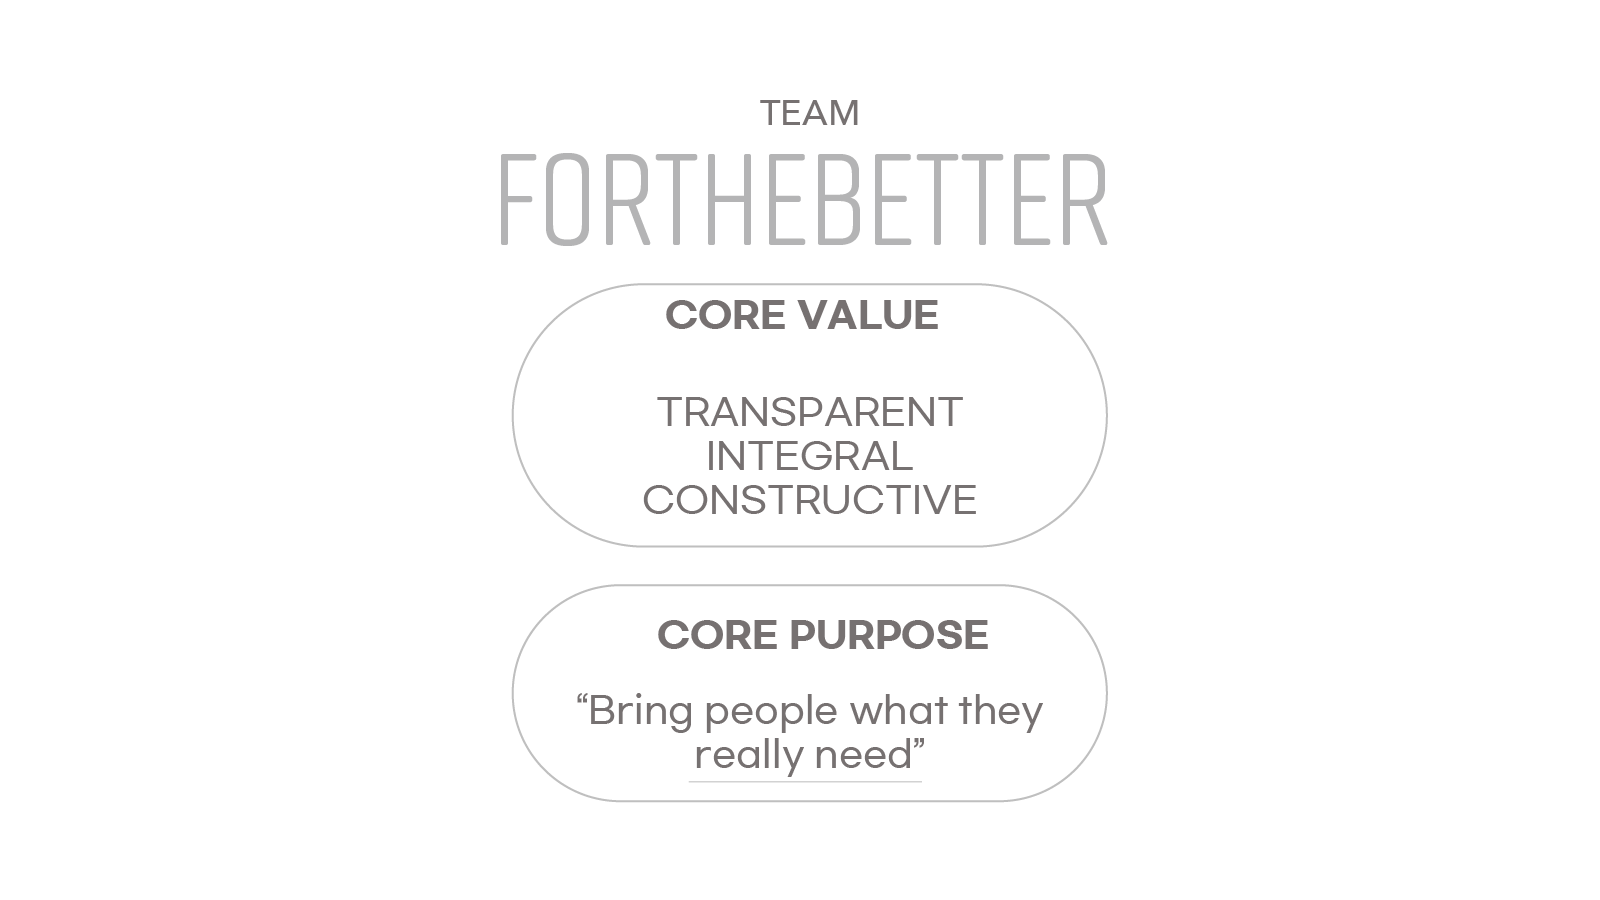 TEAM
FORTHEBETTER
CORE VALUE
TRANSPARENT
INTEGRAL
CONSTRUCTIVE
CORE PURPOSE
“Bring people what they
really need”